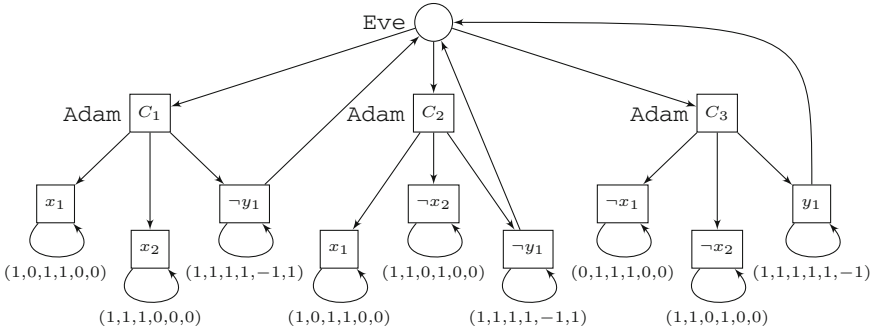 Eve
Adam C₁ Adam C₂ Adam C₃
x₁ ¬y₁ ¬x₂ ¬x₁ y₁
x₂ x₁ ¬y₁ ¬x₂
(1,0,1,1,0,0) (1,1,1,1,−1,1) (1,1,0,1,0,0) (0,1,1,1,0,0) (1,1,1,1,1,−1)
(1,1,1,0,0,0) (1,0,1,1,0,0) (1,1,1,1,−1,1) (1,1,0,1,0,0)